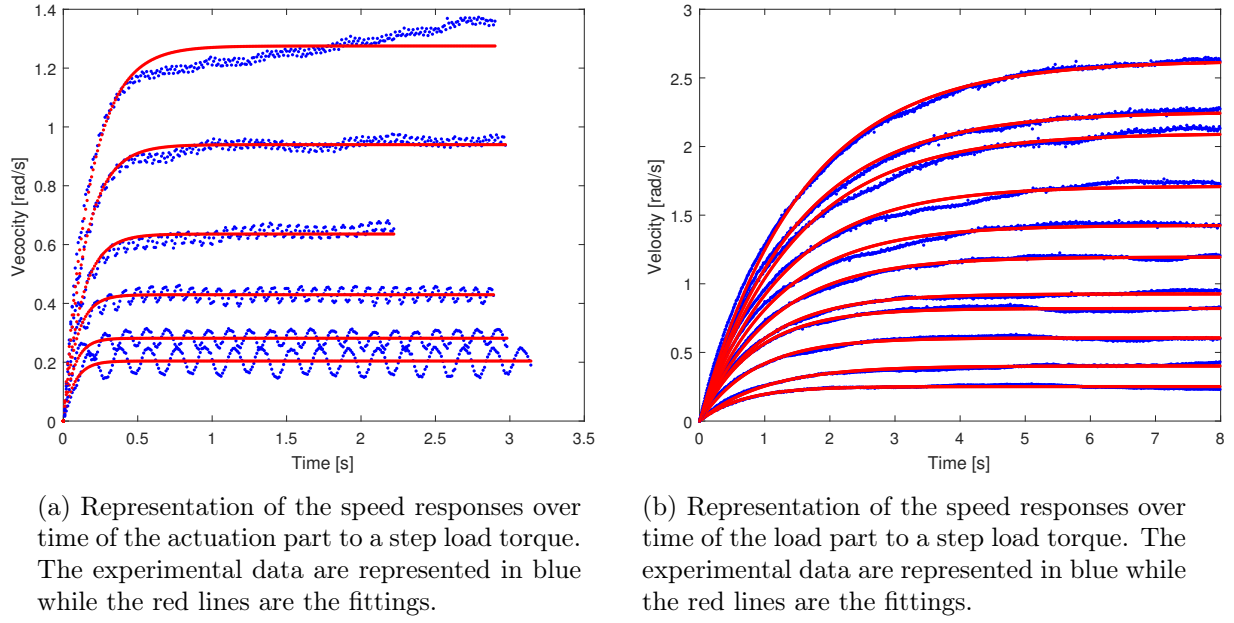 1.4
1.2
1
0.8
0.6
0.4
0.2
0
0
0.5
1
1.5
2
2.5
3
3.5
Vecocity [rad/s]
Time [s]
3
2.5
2
1.5
1
0.5
0
0
1
2
3
4
5
6
7
8
Velocity [rad/s]
Time [s]
(a) Representation of the speed responses over
time of the actuation part to a step load torque.
The experimental data are represented in blue
while the red lines are the fittings.
(b) Representation of the speed responses over
time of the load part to a step load torque. The
experimental data are represented in blue while
the red lines are the fittings.